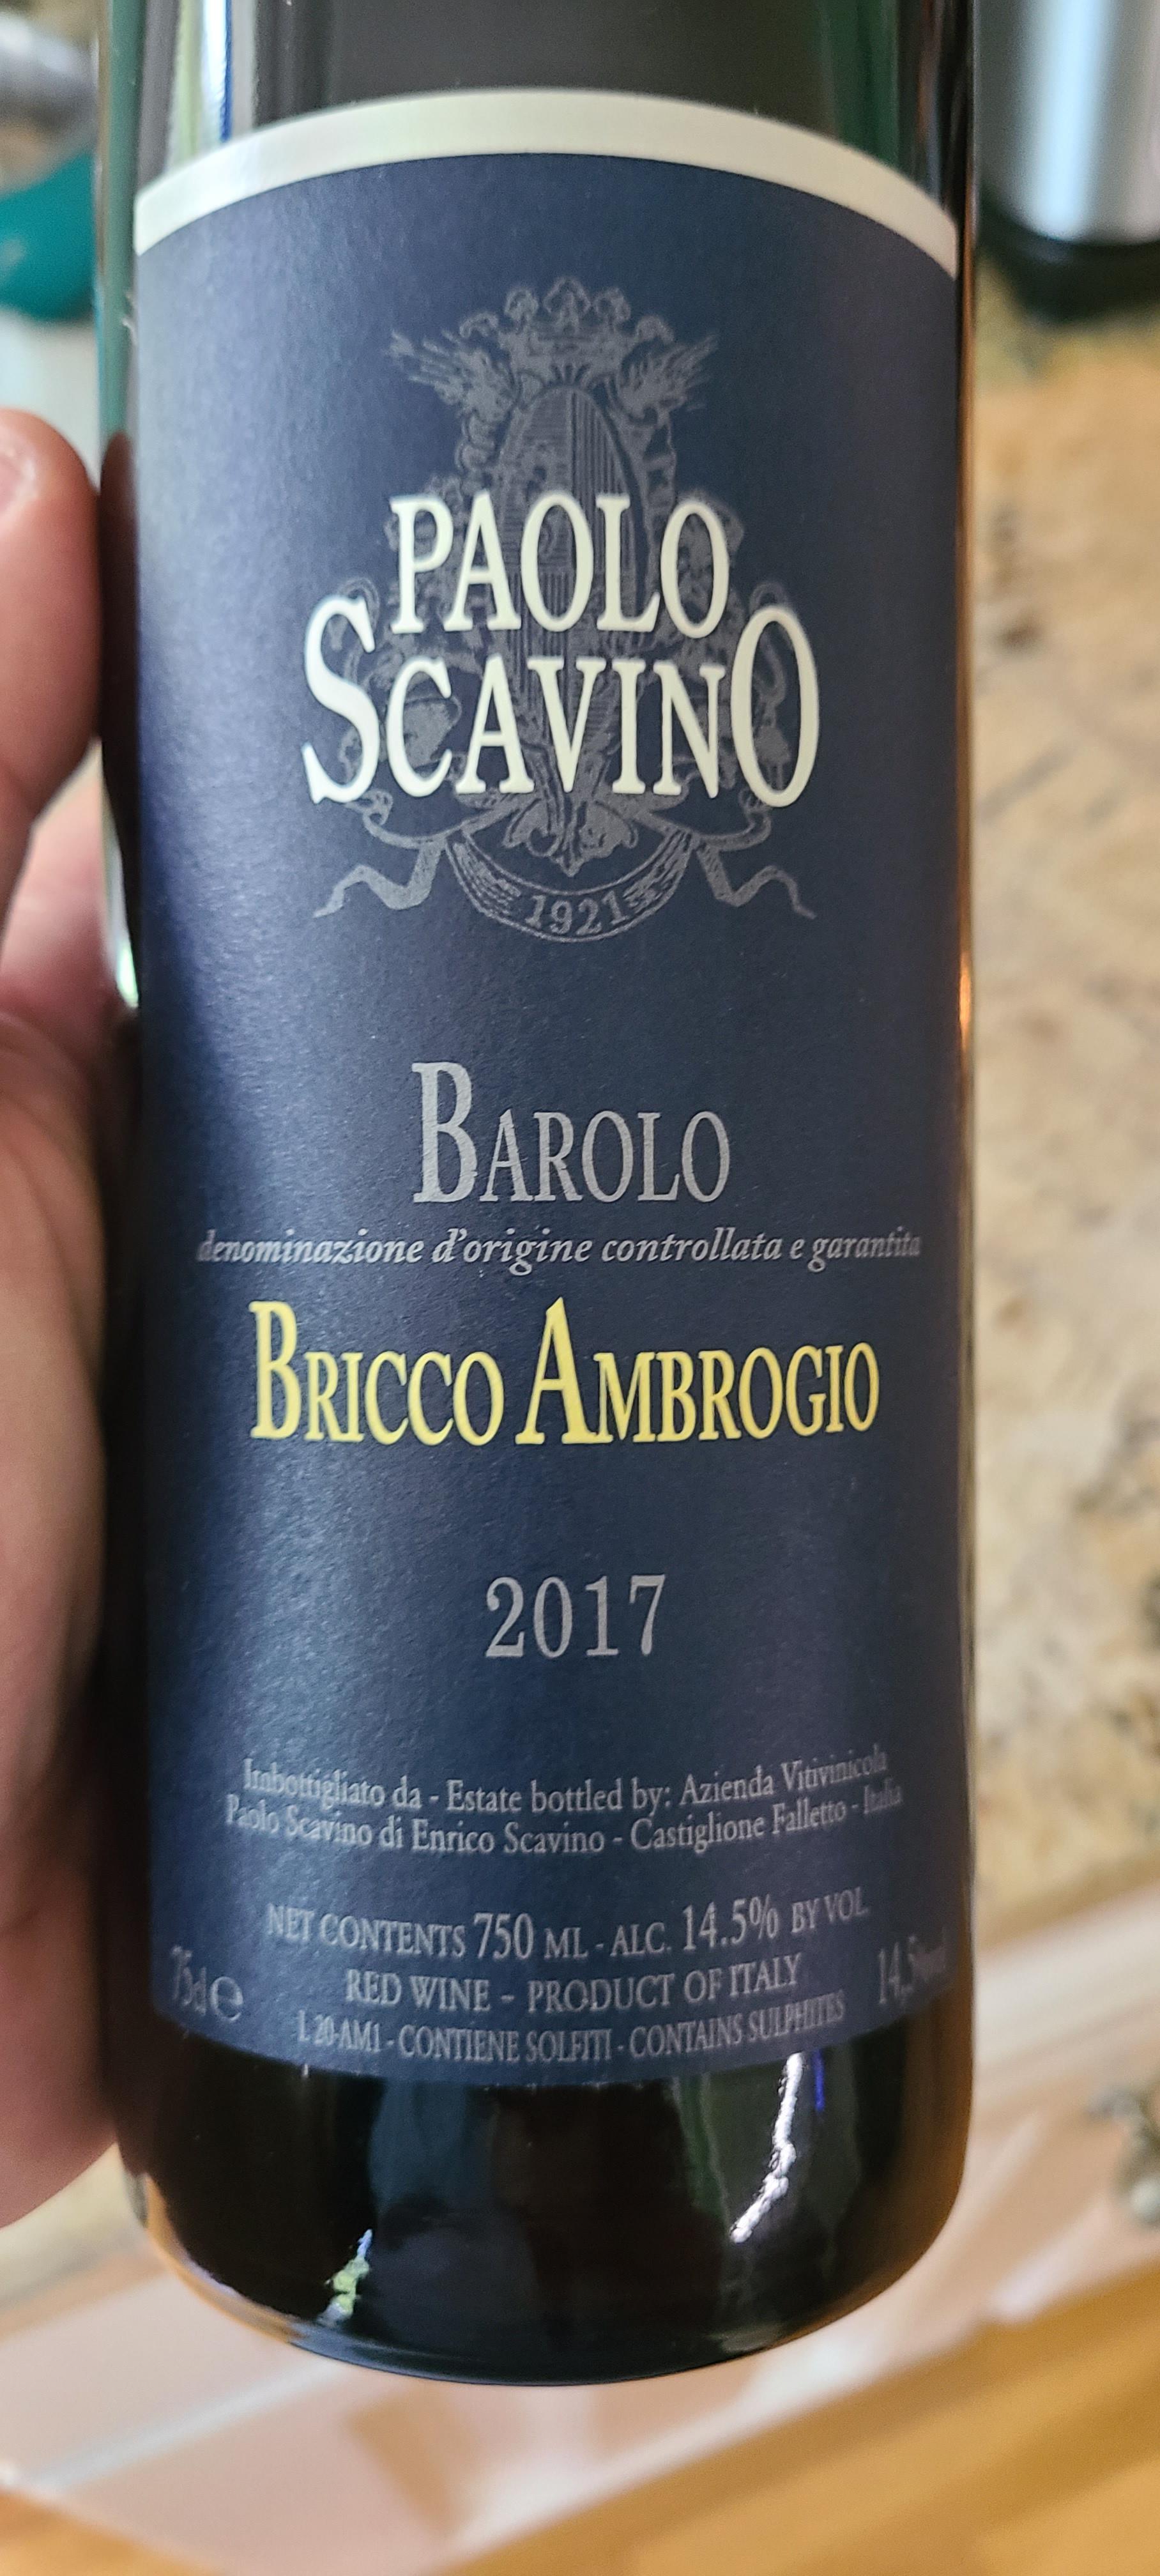 PAOLO
SCAVINO
1921
BAROLO
denominazione d'origine controllata e garantita
BRICCO AMBROGIO
2017
Imbottigliato da - Estate bottled by: Azienda Vitivinicola
Paolo Scavino di Enrico Scavino - Castiglione Falletto - Italia
NET CONTENTS 750 ML - ALC. 14.5% BY VOL.
RED WINE - PRODUCT OF ITALY
75cl e
14,5%vol
L 20-AM1 - CONTIENE SOLFITI - CONTAINS SULPHITES